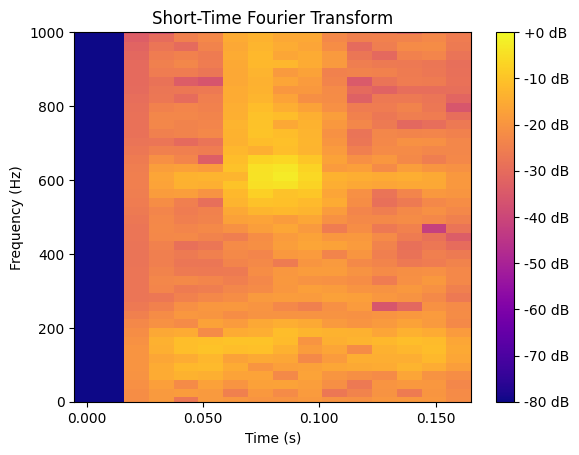 Short-Time Fourier Transform
1000
800
600
400
200
0
Frequency (Hz)
0.000
0.050
0.100
0.150
Time (s)
+0 dB
-10 dB
-20 dB
-30 dB
-40 dB
-50 dB
-60 dB
-70 dB
-80 dB